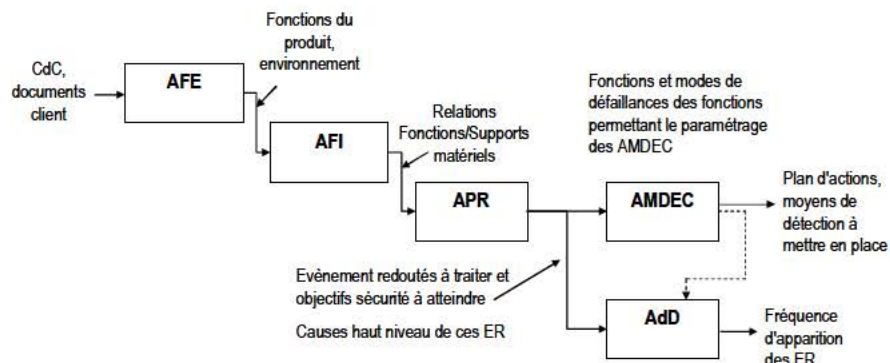 Fonctions du
produit,
environnement
CdC,
documents
client
AFE
Fonctions et modes de
défaillances des fonctions
permettant le paramétrage
des AMDEC
Relations
Fonctions/Supports
matériels
AFI
Plan d'actions,
moyens de
détection à
mettre en place
APR
AMDEC
Evènement redoutés à traiter et
objectifs sécurité à atteindre
Causes haut niveau de ces ER
AdD
Fréquence
d'apparition
des ER